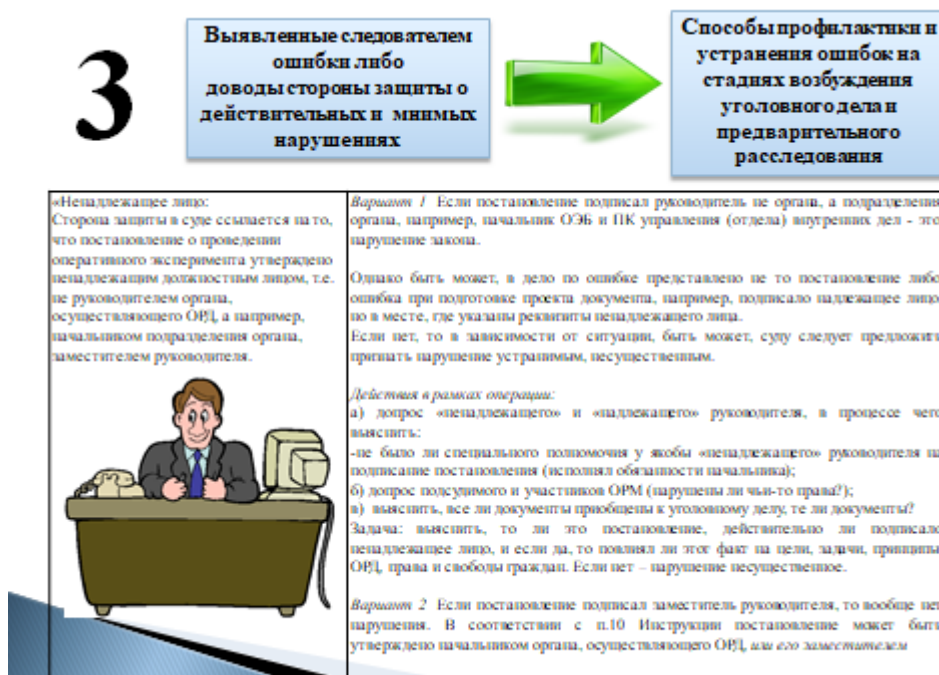 3
Выявленные следователем
ошибки либо
доводы стороны защиты о
действительных и мнимых
нарушениях
Способы профилактики и
устранения ошибок на
стадиях возбуждения
уголовного дела и
предварительного
расследования
«Ненадлежащее лицо:
Сторона защиты в суде ссылается на то,
что постановление о проведении
оперативного эксперимента утверждено
ненадлежащим должностным лицом, т.е.
не руководителем органа,
осуществляющего ОРД, а например,
начальником подразделения органа,
заместителем руководителя.
Вариант 1 Если постановление подписал руководитель не органа, а подразделения
органа, например, начальник ОЭБ и ПК управления (отдела) внутренних дел - это
нарушение закона.
Однако быть может, в дело по ошибке представлено не то постановление либо
ошибка при подготовке проекта документа, например, подписало надлежащее лицо,
но в месте, где указаны реквизиты ненадлежащего лица.
Если нет, то в зависимости от ситуации, быть может, суду следует предложить
признать нарушение устранимым, несущественным.
Действия в рамках операции:
а) допрос «ненадлежащего» и «надлежащего» руководителя, в процессе чего
выяснить:
-не было ли специального полномочия у якобы «ненадлежащего» руководителя на
подписание постановления (исполнял обязанности начальника);
б) допрос подсудимого и участников ОРМ (нарушены ли чьи-то права?);
в) выяснить, все ли документы приобщены к уголовному делу, те ли документы?
Задача: выяснить, то ли это постановление, действительно ли подписало
ненадлежащее лицо, и если да, то повлиял ли этот факт на цели, задачи, принципы
ОРД, права и свободы граждан. Если нет – нарушение несущественное.
Вариант 2 Если постановление подписал заместитель руководителя, то вообще нет
нарушения. В соответствии с п.10 Инструкции постановление может быть
утверждено начальником органа, осуществляющего ОРД, или его заместителем